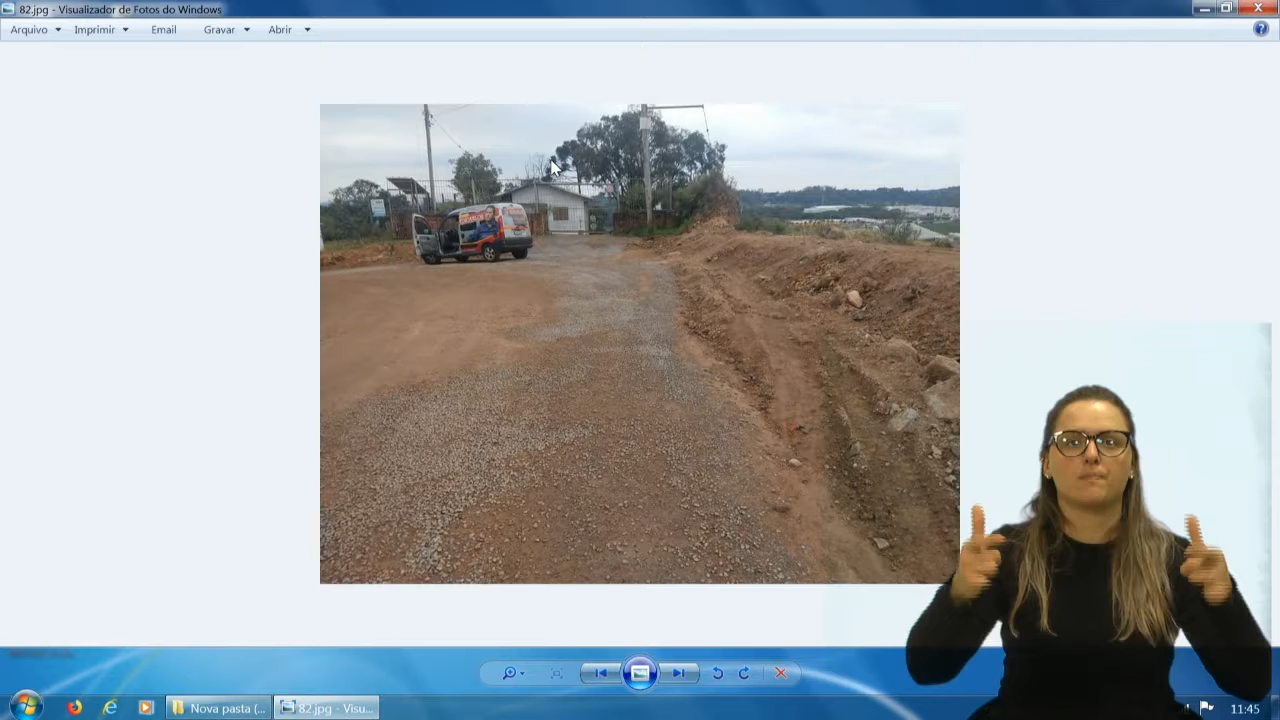 82.jpg - Visualizador de Fotos do Windows
Arquivo Imprimir Email Gravar Abrir
Nova pasta (... 82.jpg - Visu... 11:45